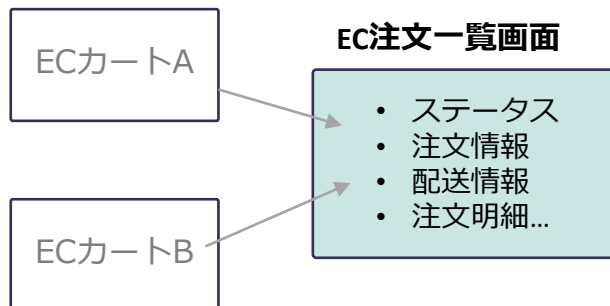 ECカートA
EC注文一覧画面
• ステータス
• 注文情報
• 配送情報
• 注文明細...
ECカートB